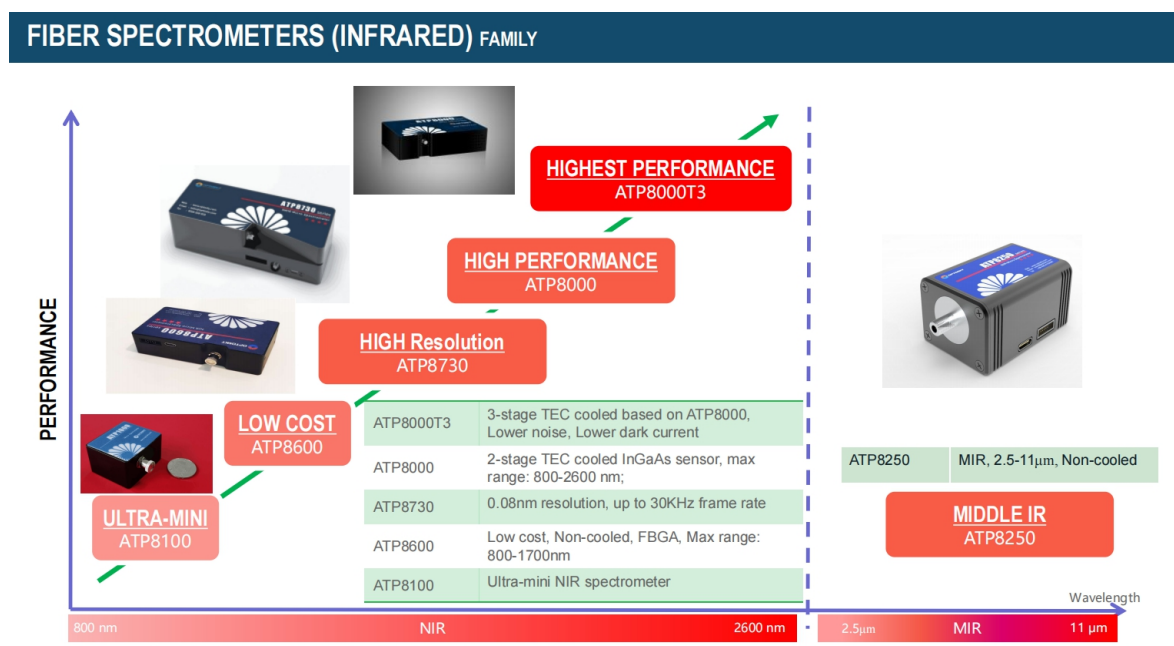 FIBER SPECTROMETERS (INFRARED) FAMILY
PERFORMANCE
HIGHEST PERFORMANCE
ATP8000T3
HIGH PERFORMANCE
ATP8000
HIGH Resolution
ATP8730
LOW COST
ATP8600
ULTRA-MINI
ATP8100
ATP8000
ATP8730
ATP8600
ATP8250
ATP8000T3 3-stage TEC cooled based on ATP8000,
Lower noise, Lower dark current
ATP8000 2-stage TEC cooled InGaAs sensor, max
range: 800-2600 nm;
ATP8730 0.08nm resolution, up to 30KHz frame rate
ATP8600 Low cost, Non-cooled, FBGA, Max range:
800-1700nm
ATP8100 Ultra-mini NIR spectrometer
ATP8250 MIR, 2.5-11μm, Non-cooled
MIDDLE IR
ATP8250
Wavelength
800 nm NIR 2600 nm
2.5μm MIR 11 μm